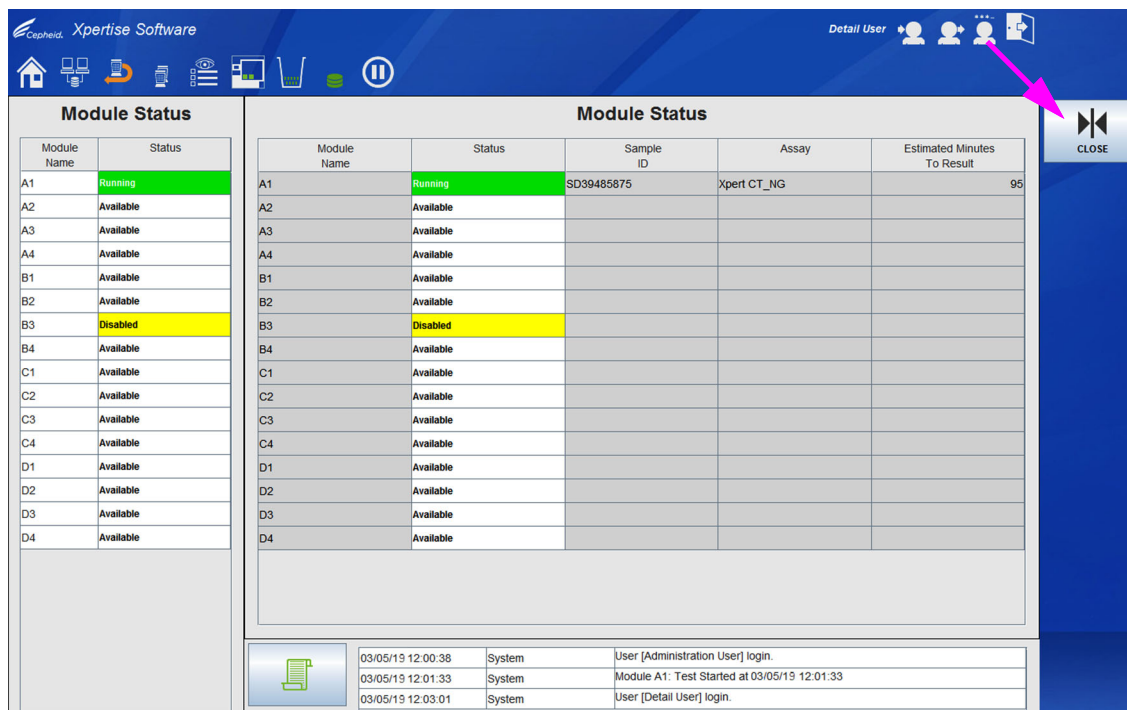 Cepheid. Xpertise Software
Detail User
Module Status
Module Name Status
A1 Running
A2 Available
A3 Available
A4 Available
B1 Available
B2 Available
B3 Disabled
B4 Available
C1 Available
C2 Available
C3 Available
C4 Available
D1 Available
D2 Available
D3 Available
D4 Available
Module Status
Module Name Status Sample ID Assay Estimated Minutes To Result
A1 Running SD39485875 Xpert CT_NG 95
A2 Available
A3 Available
A4 Available
B1 Available
B2 Available
B3 Disabled
B4 Available
C1 Available
C2 Available
C3 Available
C4 Available
D1 Available
D2 Available
D3 Available
D4 Available
CLOSE
03/05/19 12:00:38 System User [Administration User] login.
03/05/19 12:01:33 System Module A1: Test Started at 03/05/19 12:01:33
03/05/19 12:03:01 System User [Detail User] login.